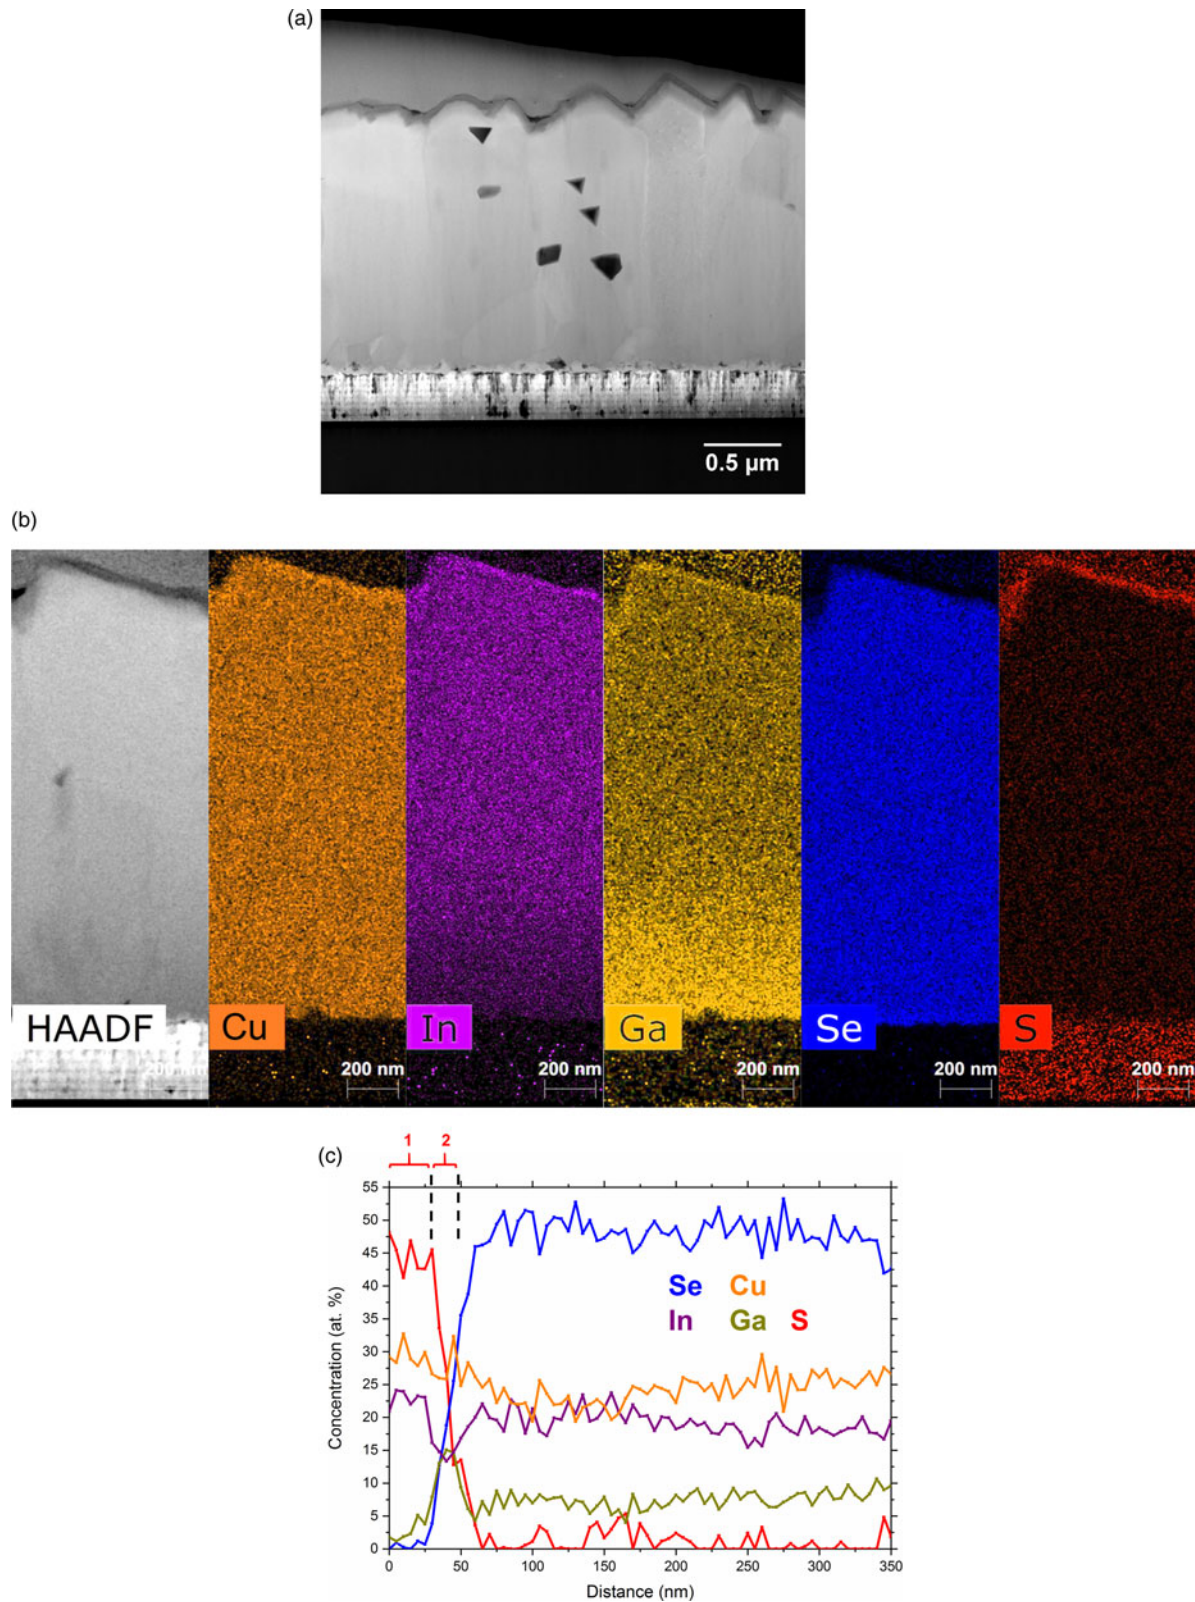 (a)
0.5 µm
(b)
HAADF Cu In Ga Se S
200 nm 200 nm 200 nm 200 nm 200 nm 200 nm
(c)
1 2
55
50
45
40
35
30
25
20
15
10
5
0
Concentration (at. %)
Se Cu
In Ga S
0 50 100 150 200 250 300 350
Distance (nm)